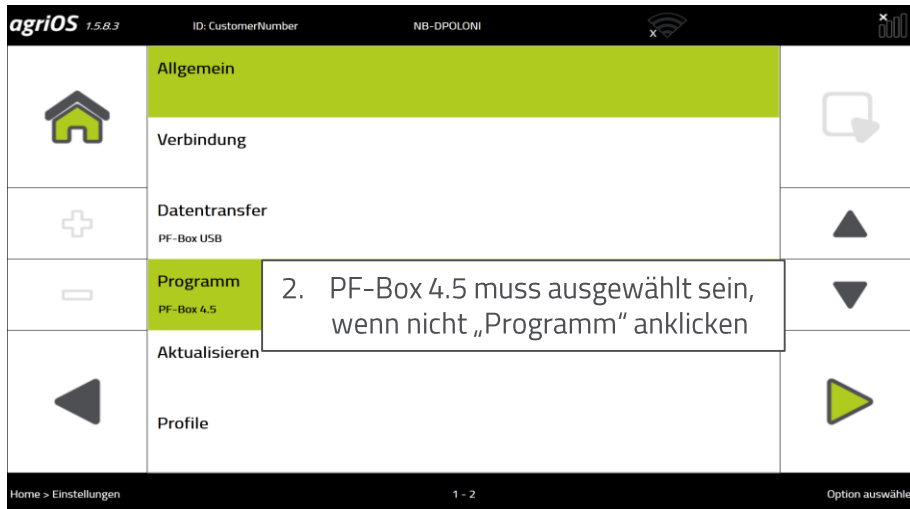 agriOS 1.5.8.3 ID: CustomerNumber NB-DPOLONI x x
Allgemein
Verbindung
Datentransfer
PF-Box USB
Programm
PF-Box 4.5
2. PF-Box 4.5 muss ausgewählt sein,
wenn nicht „Programm“ anklicken
Aktualisieren
Profile
Home > Einstellungen 1 - 2 Option auswähle